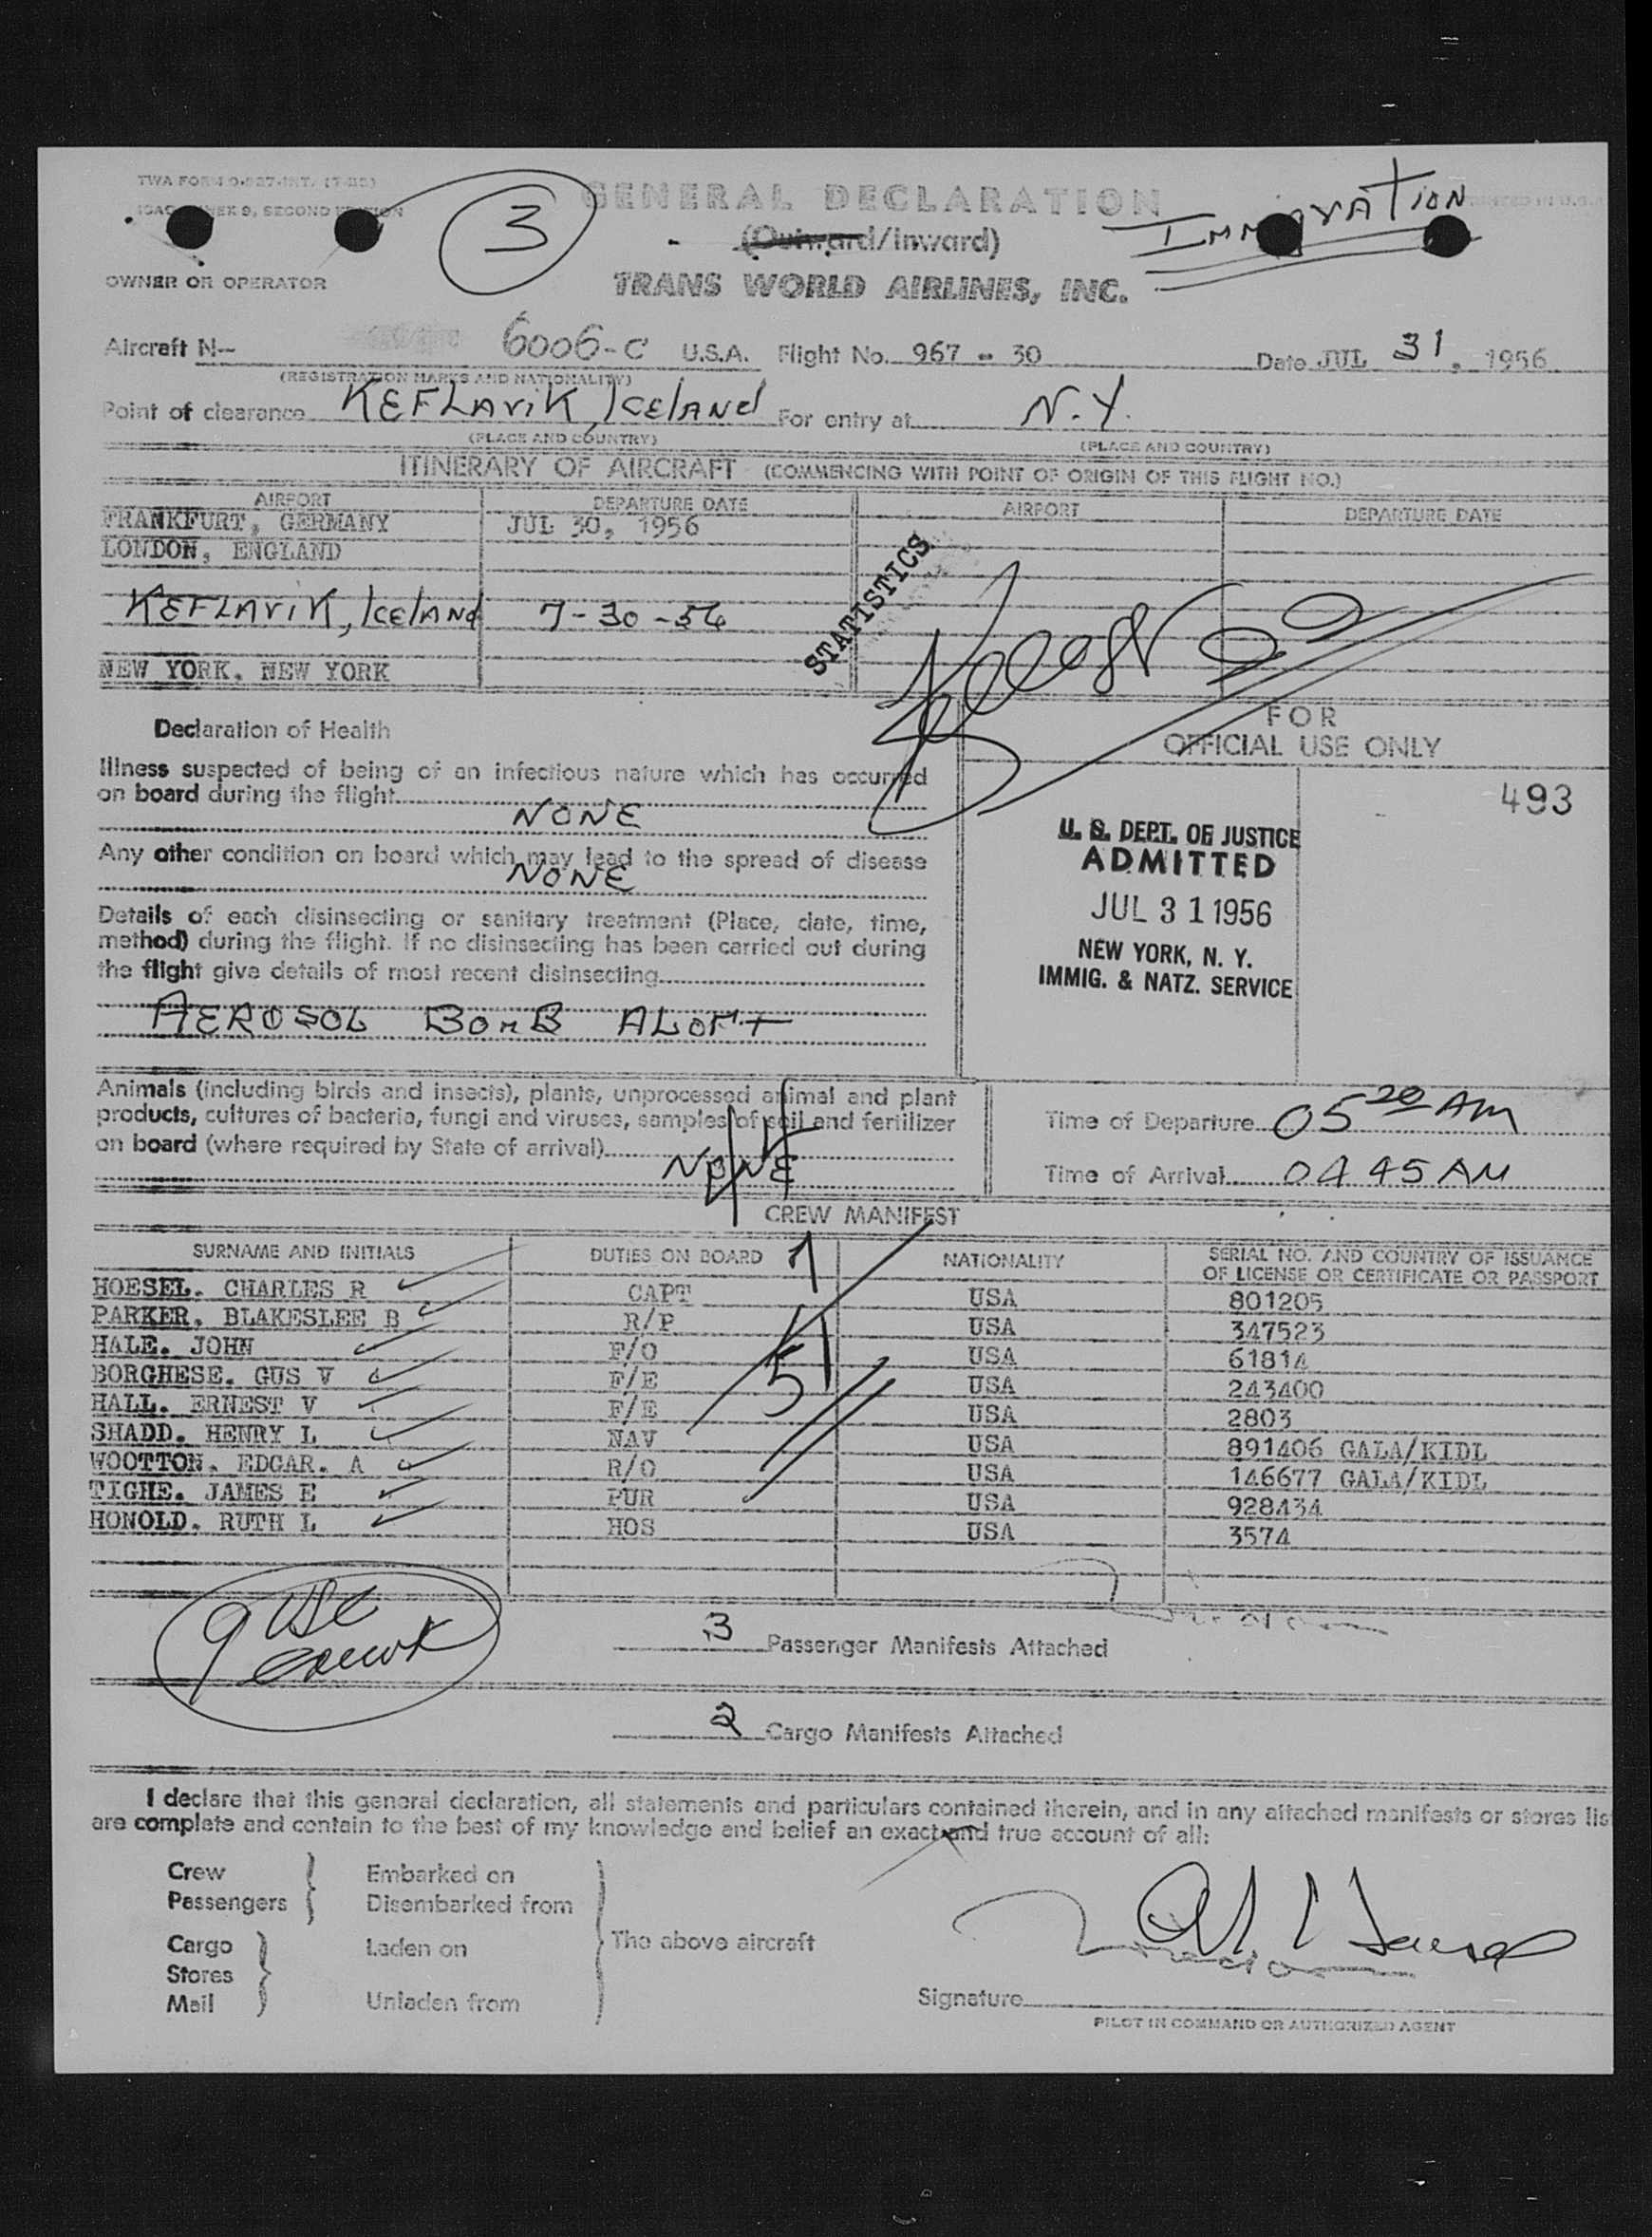 TWA FORM
SECOND EDITION
3
GENERAL DECLARATION
(Outward/Inward)
OWNER OR OPERATOR
TRANS WORLD AIRLINES, INC.
Aircraft N-- 6006-C U.S.A. Flight No. 967 - 30 Date JUL 31, 1956
(REGISTRATION MARKS AND NATIONALITY)
Point of clearance KEFLAVIK, ICELANd For entry at N.Y.
(PLACE AND COUNTRY) (PLACE AND COUNTRY)
ITINERARY OF AIRCRAFT (COMMENCING WITH POINT OF ORIGIN OF THIS FLIGHT NO.)
AIRPORT DEPARTURE DATE AIRPORT DEPARTURE DATE
FRANKFURT, GERMANY JUL 30, 1956
LONDON, ENGLAND
STATISTICS
KEFLAVIK, ICELANd 7-30-56
NEW YORK. NEW YORK
FOR
OFFICIAL USE ONLY
Declaration of Health
Illness suspected of being of an infectious nature which has occurred
on board during the flight
NONE
Any other condition on board which may lead to the spread of disease
NONE
Details of each disinsecting or sanitary treatment (Place, date, time,
method) during the flight. If no disinsecting has been carried out during
the flight give details of most recent disinsecting
AEROSOL BOMB ALOFT
493
U. S. DEPT. OF JUSTICE
ADMITTED
JUL 31 1956
NEW YORK, N. Y.
IMMIG. & NATZ. SERVICE
Animals (including birds and insects), plants, unprocessed animal and plant
products, cultures of bacteria, fungi and viruses, samples of soil and fertilizer
on board (where required by State of arrival)
NONE
Time of Departure 05 20 AM
Time of Arrival 04 45 AM
CREW MANIFEST
SURNAME AND INITIALS DUTIES ON BOARD NATIONALITY SERIAL NO. AND COUNTRY OF ISSUANCE
OF LICENSE OR CERTIFICATE OR PASSPORT
HOESEL. CHARLES R CAPT USA 801205
PARKER. BLAKESLEE B R/P USA 347523
HALE. JOHN F/O USA 61814
BORGHESE. GUS V F/E USA 243400
HALL. ERNEST V F/E USA 2803
SHADD. HENRY L NAV USA 891406 GALA/KIDL
WOOTTON. EDGAR. A R/O USA 146677 GALA/KIDL
TIGHE. JAMES E PUR USA 928434
HONOLD. RUTH L HOS USA 3574
51
9 USC
3 Passenger Manifests Attached
2 Cargo Manifests Attached
I declare that this general declaration, all statements and particulars contained therein, and in any attached manifests or stores lis
are complete and contain to the best of my knowledge and belief an exact and true account of all:
Crew Embarked on
Passengers Disembarked from
Cargo Laden on The above aircraft
Stores
Mail Unladen from
Signature
PILOT IN COMMAND OR AUTHORIZED AGENT